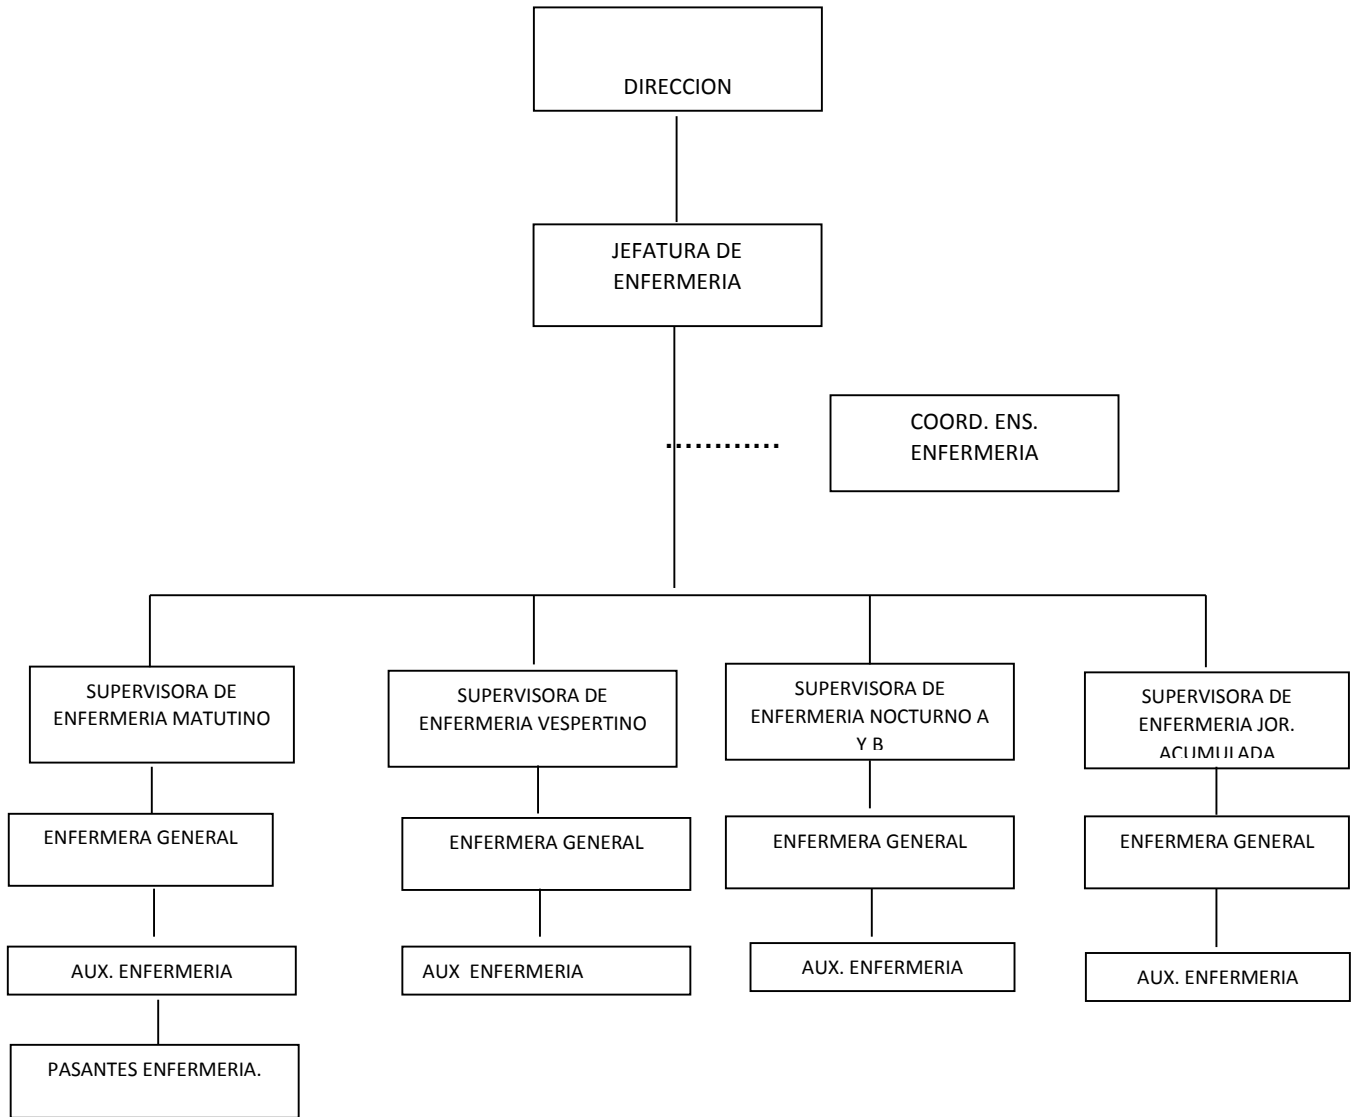 DIRECCION
JEFATURA DE
ENFERMERIA
COORD. ENS.
ENFERMERIA
SUPERVISORA DE
ENFERMERIA MATUTINO
SUPERVISORA DE
ENFERMERIA VESPERTINO
SUPERVISORA DE
ENFERMERIA NOCTURNO A
Y B
SUPERVISORA DE
ENFERMERIA JOR.
ACUMULADA
ENFERMERA GENERAL
ENFERMERA GENERAL
ENFERMERA GENERAL
ENFERMERA GENERAL
AUX. ENFERMERIA
AUX ENFERMERIA
AUX. ENFERMERIA
AUX. ENFERMERIA
PASANTES ENFERMERIA.